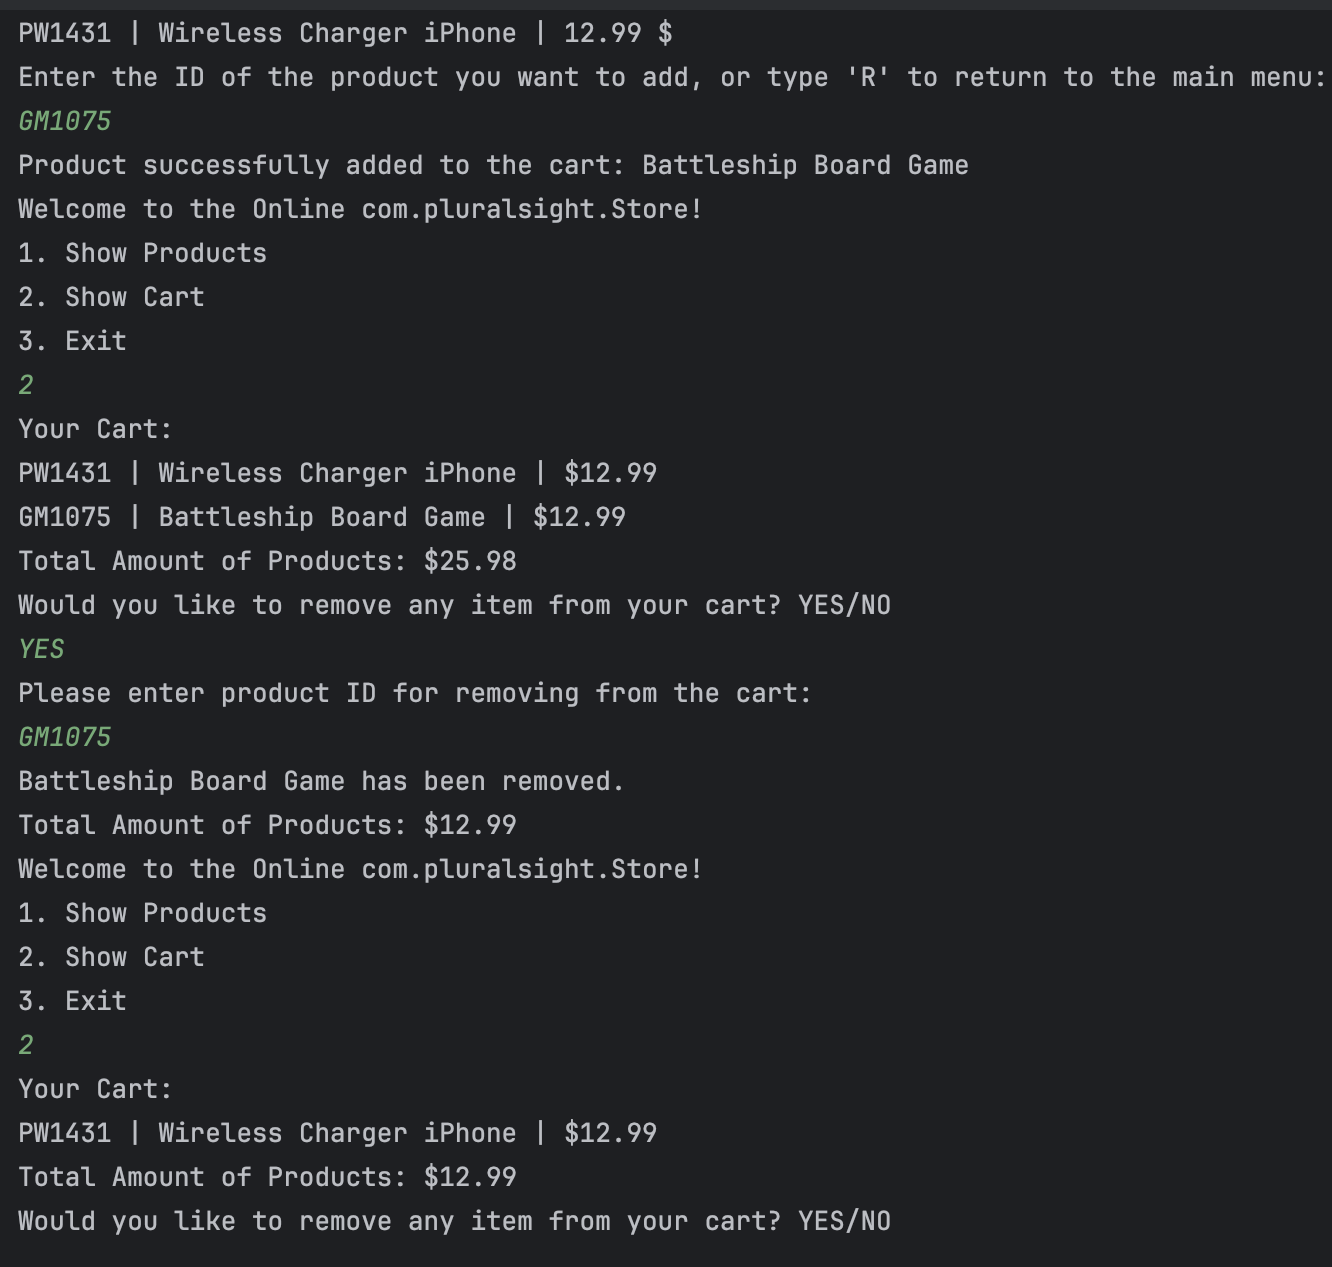 PW1431 | Wireless Charger iPhone | 12.99 $
Enter the ID of the product you want to add, or type 'R' to return to the main menu:
GM1075
Product successfully added to the cart: Battleship Board Game
Welcome to the Online com.pluralsight.Store!
1. Show Products
2. Show Cart
3. Exit
2
Your Cart:
PW1431 | Wireless Charger iPhone | $12.99
GM1075 | Battleship Board Game | $12.99
Total Amount of Products: $25.98
Would you like to remove any item from your cart? YES/NO
YES
Please enter product ID for removing from the cart:
GM1075
Battleship Board Game has been removed.
Total Amount of Products: $12.99
Welcome to the Online com.pluralsight.Store!
1. Show Products
2. Show Cart
3. Exit
2
Your Cart:
PW1431 | Wireless Charger iPhone | $12.99
Total Amount of Products: $12.99
Would you like to remove any item from your cart? YES/NO